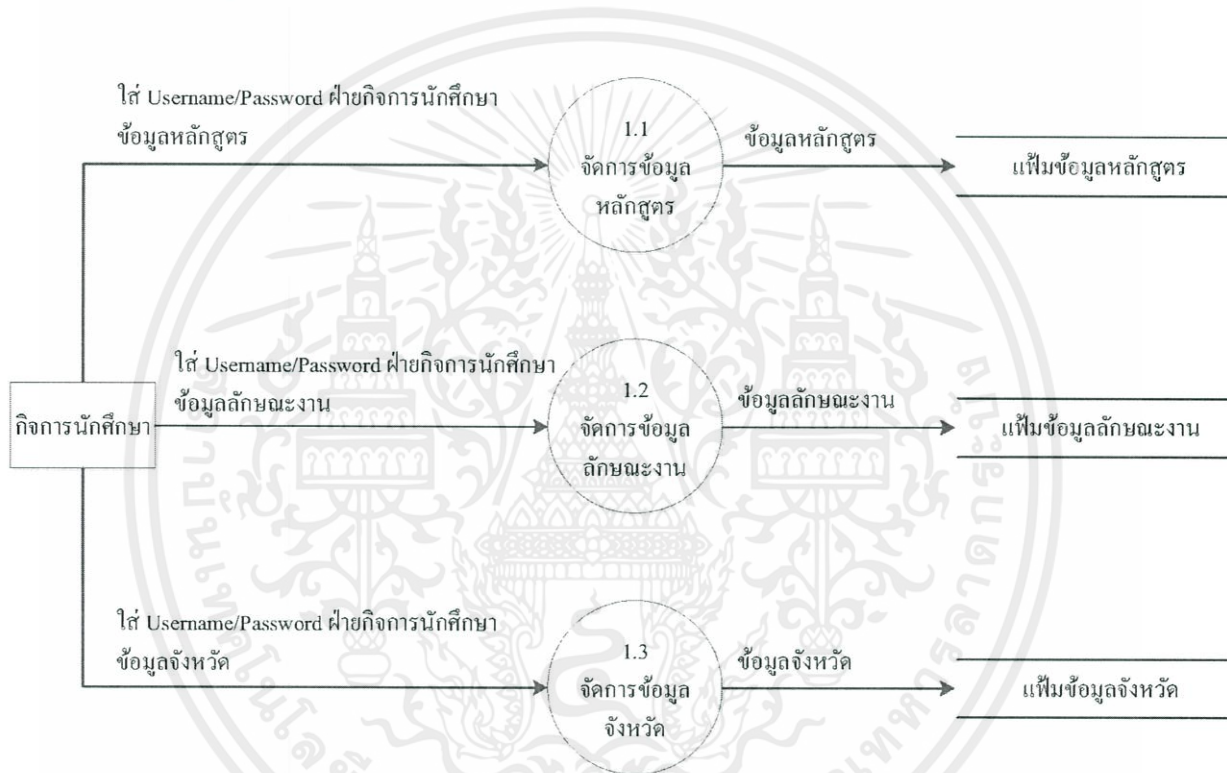 ใส่ Username/Password ฝ่ายกิจการนักศึกษา
ข้อมูลหลักสูตร
1.1
จัดการข้อมูล
หลักสูตร
ข้อมูลหลักสูตร
แฟ้มข้อมูลหลักสูตร
กิจการนักศึกษา
ใส่ Username/Password ฝ่ายกิจการนักศึกษา
ข้อมูลลักษณะงาน
1.2
จัดการข้อมูล
ลักษณะงาน
ข้อมูลลักษณะงาน
แฟ้มข้อมูลลักษณะงาน
ใส่ Username/Password ฝ่ายกิจการนักศึกษา
ข้อมูลจังหวัด
1.3
จัดการข้อมูล
จังหวัด
ข้อมูลจังหวัด
แฟ้มข้อมูลจังหวัด